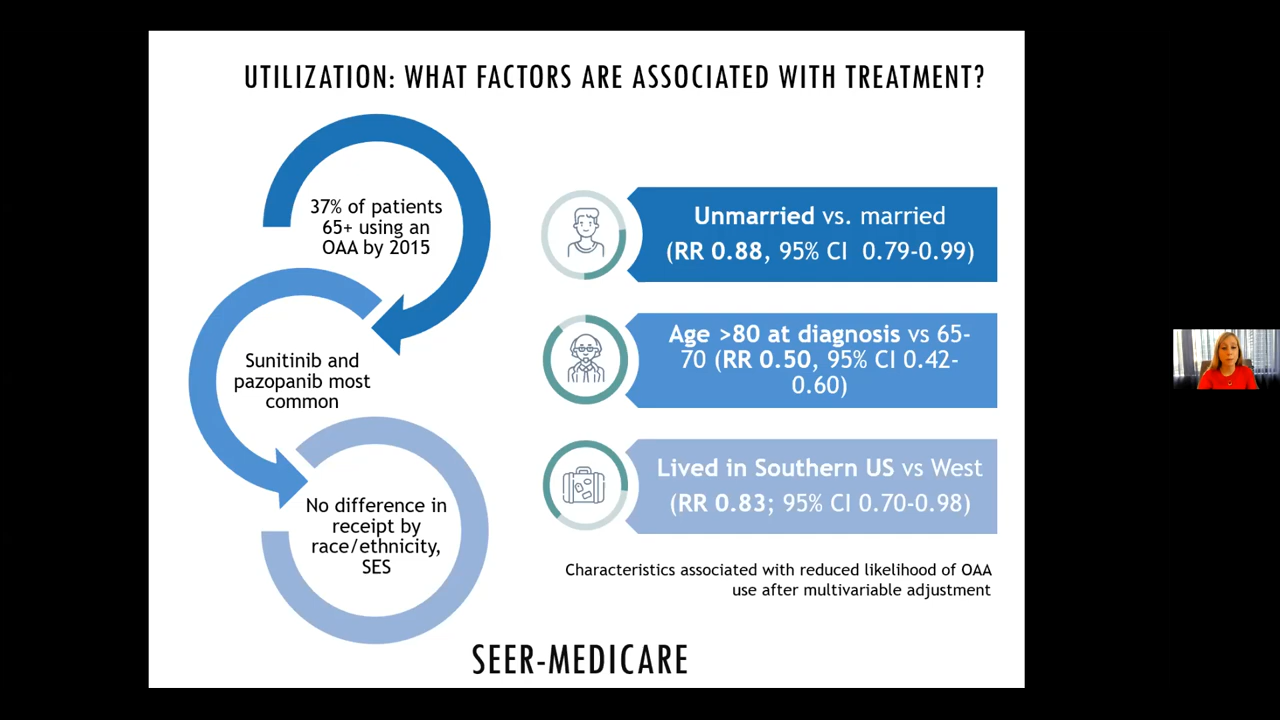 UTILIZATION: WHAT FACTORS ARE ASSOCIATED WITH TREATMENT?
37% of patients
65+ using an
OAA by 2015
Sunitinib and
pazopanib most
common
No difference in
receipt by
race/ethnicity,
SES
Unmarried vs. married
(RR 0.88, 95% CI 0.79-0.99)
Age >80 at diagnosis vs 65-
70 (RR 0.50, 95% CI 0.42-
0.60)
Lived in Southern US vs West
(RR 0.83; 95% CI 0.70-0.98)
Characteristics associated with reduced likelihood of OAA
use after multivariable adjustment
SEER-MEDICARE